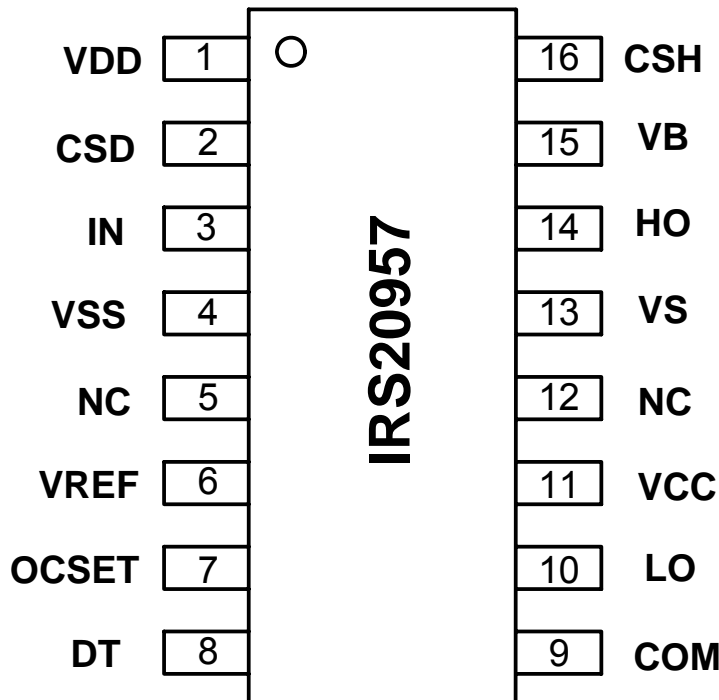 VDD 1 16 CSH
CSD 2 15 VB
IN 3 14 HO
VSS 4 13 VS
NC 5 12 NC
VREF 6 11 VCC
OCSET 7 10 LO
DT 8 9 COM
IRS20957